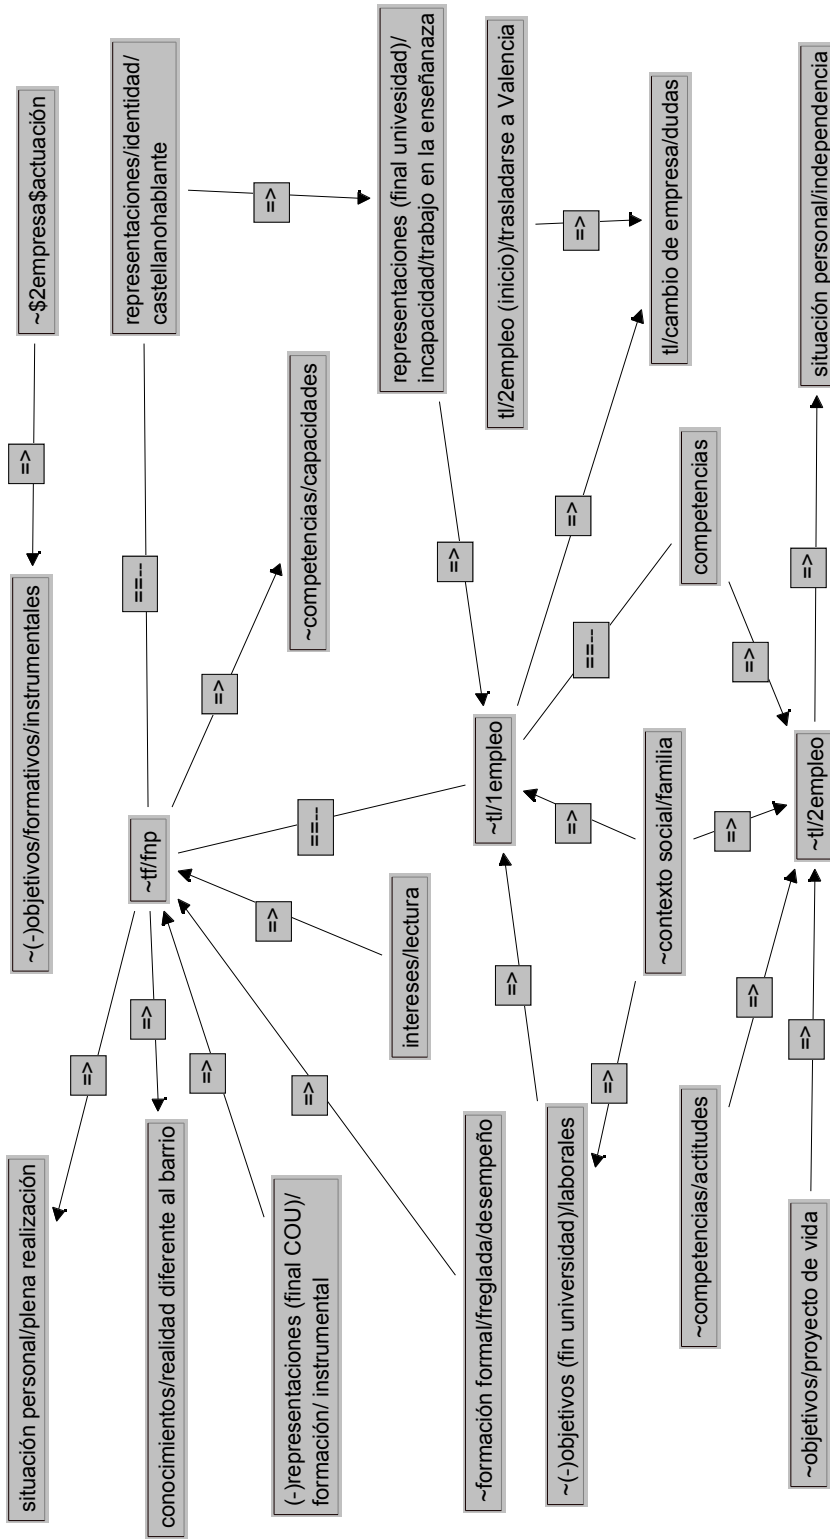 situación personal/plena realización
=>
~(-)objetivos/formativos/instrumentales
=>
~$2empresa$actuación
conocimientos/realidad diferente al barrio
=>
~tf/fnp
==--
representaciones/identidad/
castellanohablante
(-)representaciones (final COU)/
formación/ instrumental
=>
=>
=>
~competencias/capacidades
=>
intereses/lectura
=>
==--
representaciones (final univesidad)/
incapacidad/trabajo en la enseñanaza
=>
~formación formal/freglada/desempeño
~tl/1empleo
tl/2empleo (inicio)/trasladarse a Valencia
=>
~(-)objetivos (fin universidad)/laborales
=>
=>
=>
==--
=>
~contexto social/familia
tl/cambio de empresa/dudas
~competencias/actitudes
=>
=>
=>
competencias
~objetivos/proyecto de vida
=>
~tl/2empleo
=>
situación personal/independencia